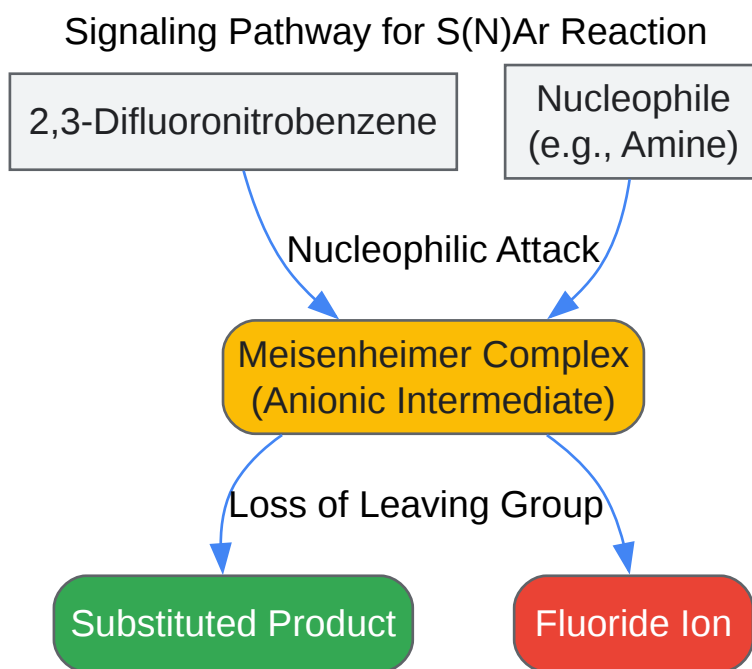 Signaling Pathway for S(N)Ar Reaction
2,3-Difluoronitrobenzene
Nucleophile
(e.g., Amine)
Nucleophilic Attack
Meisenheimer Complex
(Anionic Intermediate)
Loss of Leaving Group
Substituted Product
Fluoride Ion